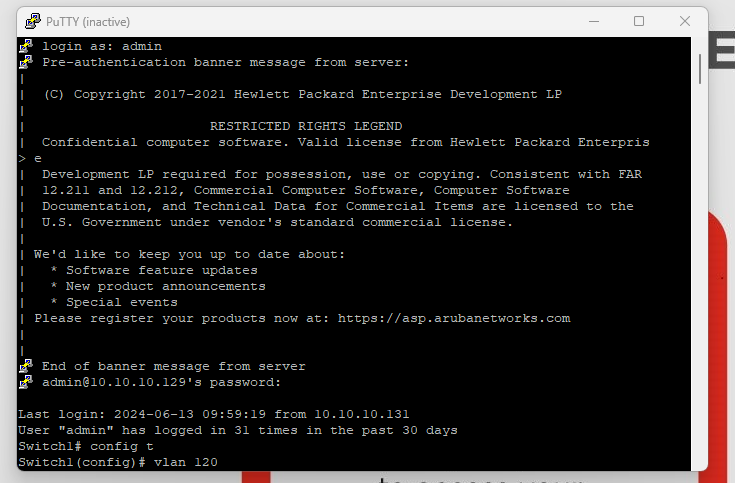 PuTTY (inactive)
E
login as: admin
Pre-authentication banner message from server:
|
| (C) Copyright 2017-2021 Hewlett Packard Enterprise Development LP
|
| RESTRICTED RIGHTS LEGEND
| Confidential computer software. Valid license from Hewlett Packard Enterpris
> e
| Development LP required for possession, use or copying. Consistent with FAR
| 12.211 and 12.212, Commercial Computer Software, Computer Software
| Documentation, and Technical Data for Commercial Items are licensed to the
| U.S. Government under vendor's standard commercial license.
|
| We'd like to keep you up to date about:
| * Software feature updates
| * New product announcements
| * Special events
| Please register your products now at: https://asp.arubanetworks.com
|
|
End of banner message from server
admin@10.10.10.129's password:
Last login: 2024-06-13 09:59:19 from 10.10.10.131
User "admin" has logged in 31 times in the past 30 days
Switch1# config t
Switch1(config)# vlan 120